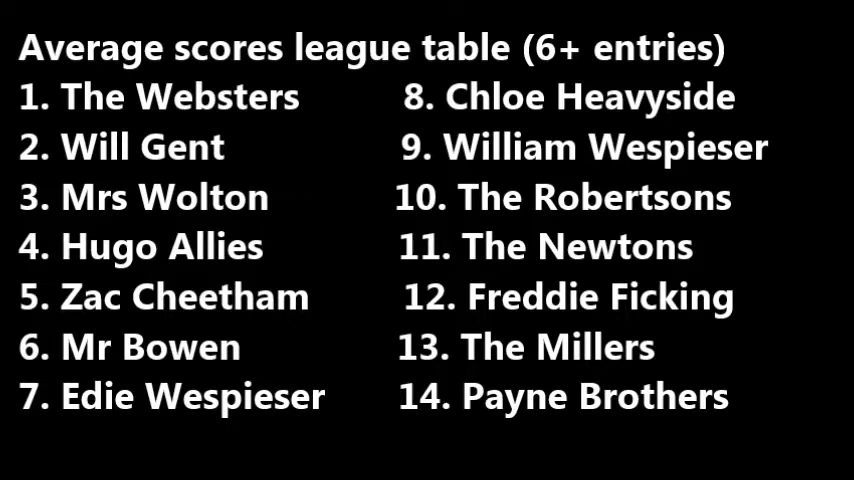 Average scores league table (6+ entries)
1. The Websters
2. Will Gent
3. Mrs Wolton
4. Hugo Allies
5. Zac Cheetham
6. Mr Bowen
7. Edie Wespieser
8. Chloe Heavyside
9. William Wespieser
10. The Robertsons
11. The Newtons
12. Freddie Ficking
13. The Millers
14. Payne Brothers